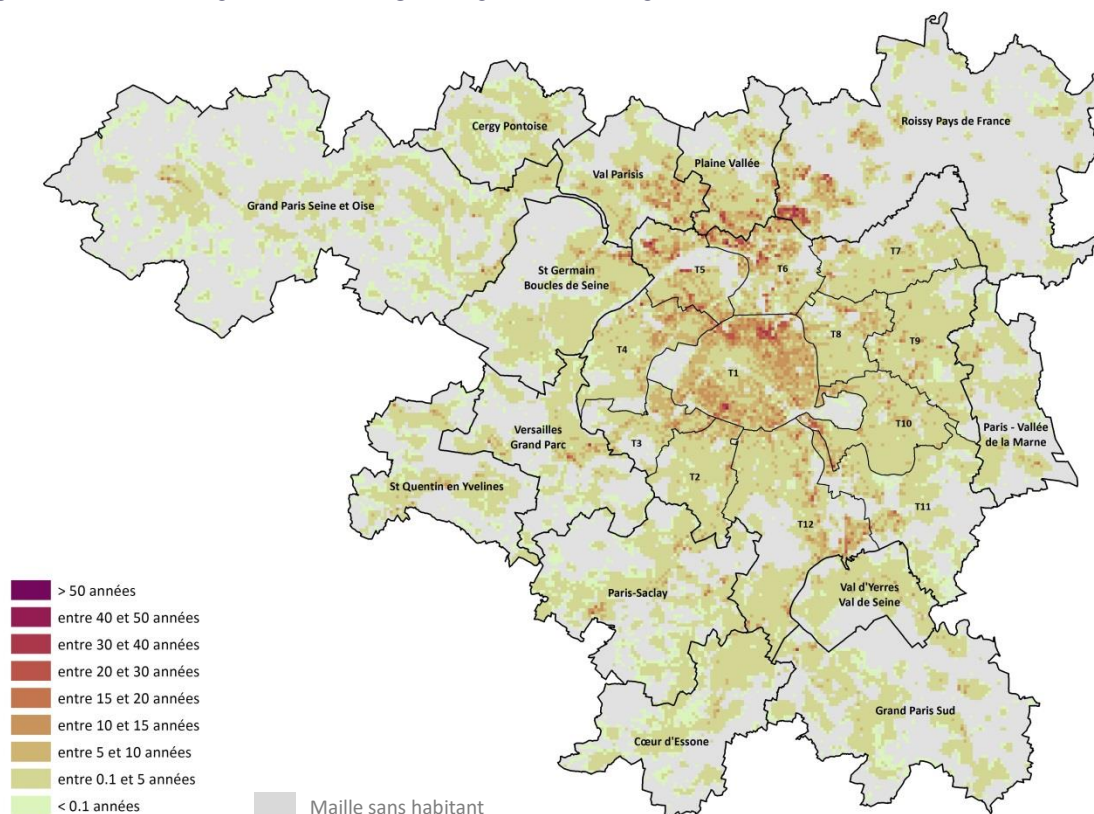 Cergy Pontoise
Roissy Pays de France
Plaine Vallée
Val Parisis
Grand Paris Seine et Oise
T7
St Germain
Boucles de Seine
T5
T6
T8
T9
T4
T1
Versailles
Grand Parc
T10
Paris - Vallée
de la Marne
T3
T2
St Quentin en Yvelines
T11
T12
Paris-Saclay
Val d'Yerres
Val de Seine
Grand Paris Sud
Cœur d'Essone
> 50 années
entre 40 et 50 années
entre 30 et 40 années
entre 20 et 30 années
entre 15 et 20 années
entre 10 et 15 années
entre 5 et 10 années
entre 0.1 et 5 années
< 0.1 années
Maille sans habitant